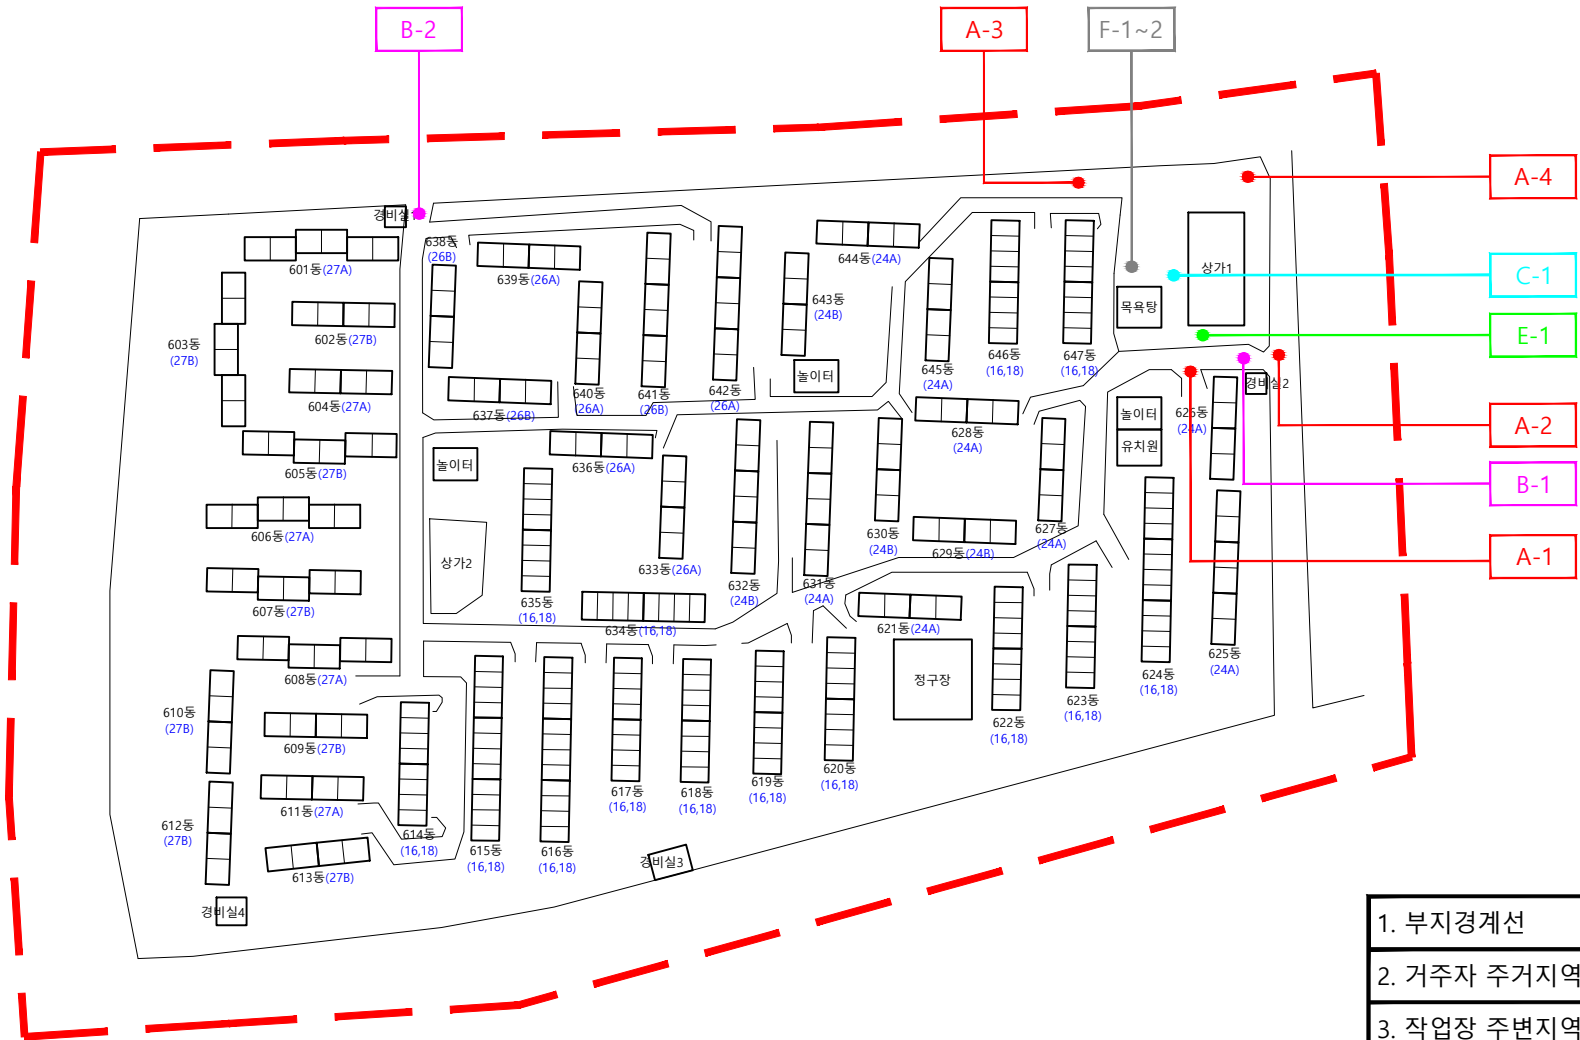 B-2
A-3
F-1~2
A-4
C-1
E-1
A-2
B-1
A-1
경비실
601동(27A)
602동(27B)
603동
(27B)
604동(27A)
605동(27B)
606동(27A)
607동(27B)
608동(27A)
610동
(27B)
609동(27B)
611동(27A)
612동
(27B)
613동(27B)
경비실4
614동
(16,18)
638동
(26B)
639동(26A)
640동
(26A)
641동
(26B)
642동
(26A)
637동(26B)
643동
(24B)
644동(24A)
놀이터
645동
(24A)
646동
(16,18)
647동
(16,18)
목욕탕
상가1
경비실2
놀이터
유치원
626동
(24A)
628동
(24A)
627동
(24A)
629동(24B)
630동
(24B)
631동
(24A)
632동
(24B)
633동(26A)
636동(26A)
놀이터
상가2
635동
(16,18)
634동(16,18)
621동(24A)
정구장
622동
(16,18)
623동
(16,18)
624동
(16,18)
625동
(24A)
615동
(16,18)
616동
(16,18)
617동
(16,18)
618동
(16,18)
619동
(16,18)
620동
(16,18)
경비실3
1. 부지경계선
2. 거주자 주거지역
3. 작업장 주변지역